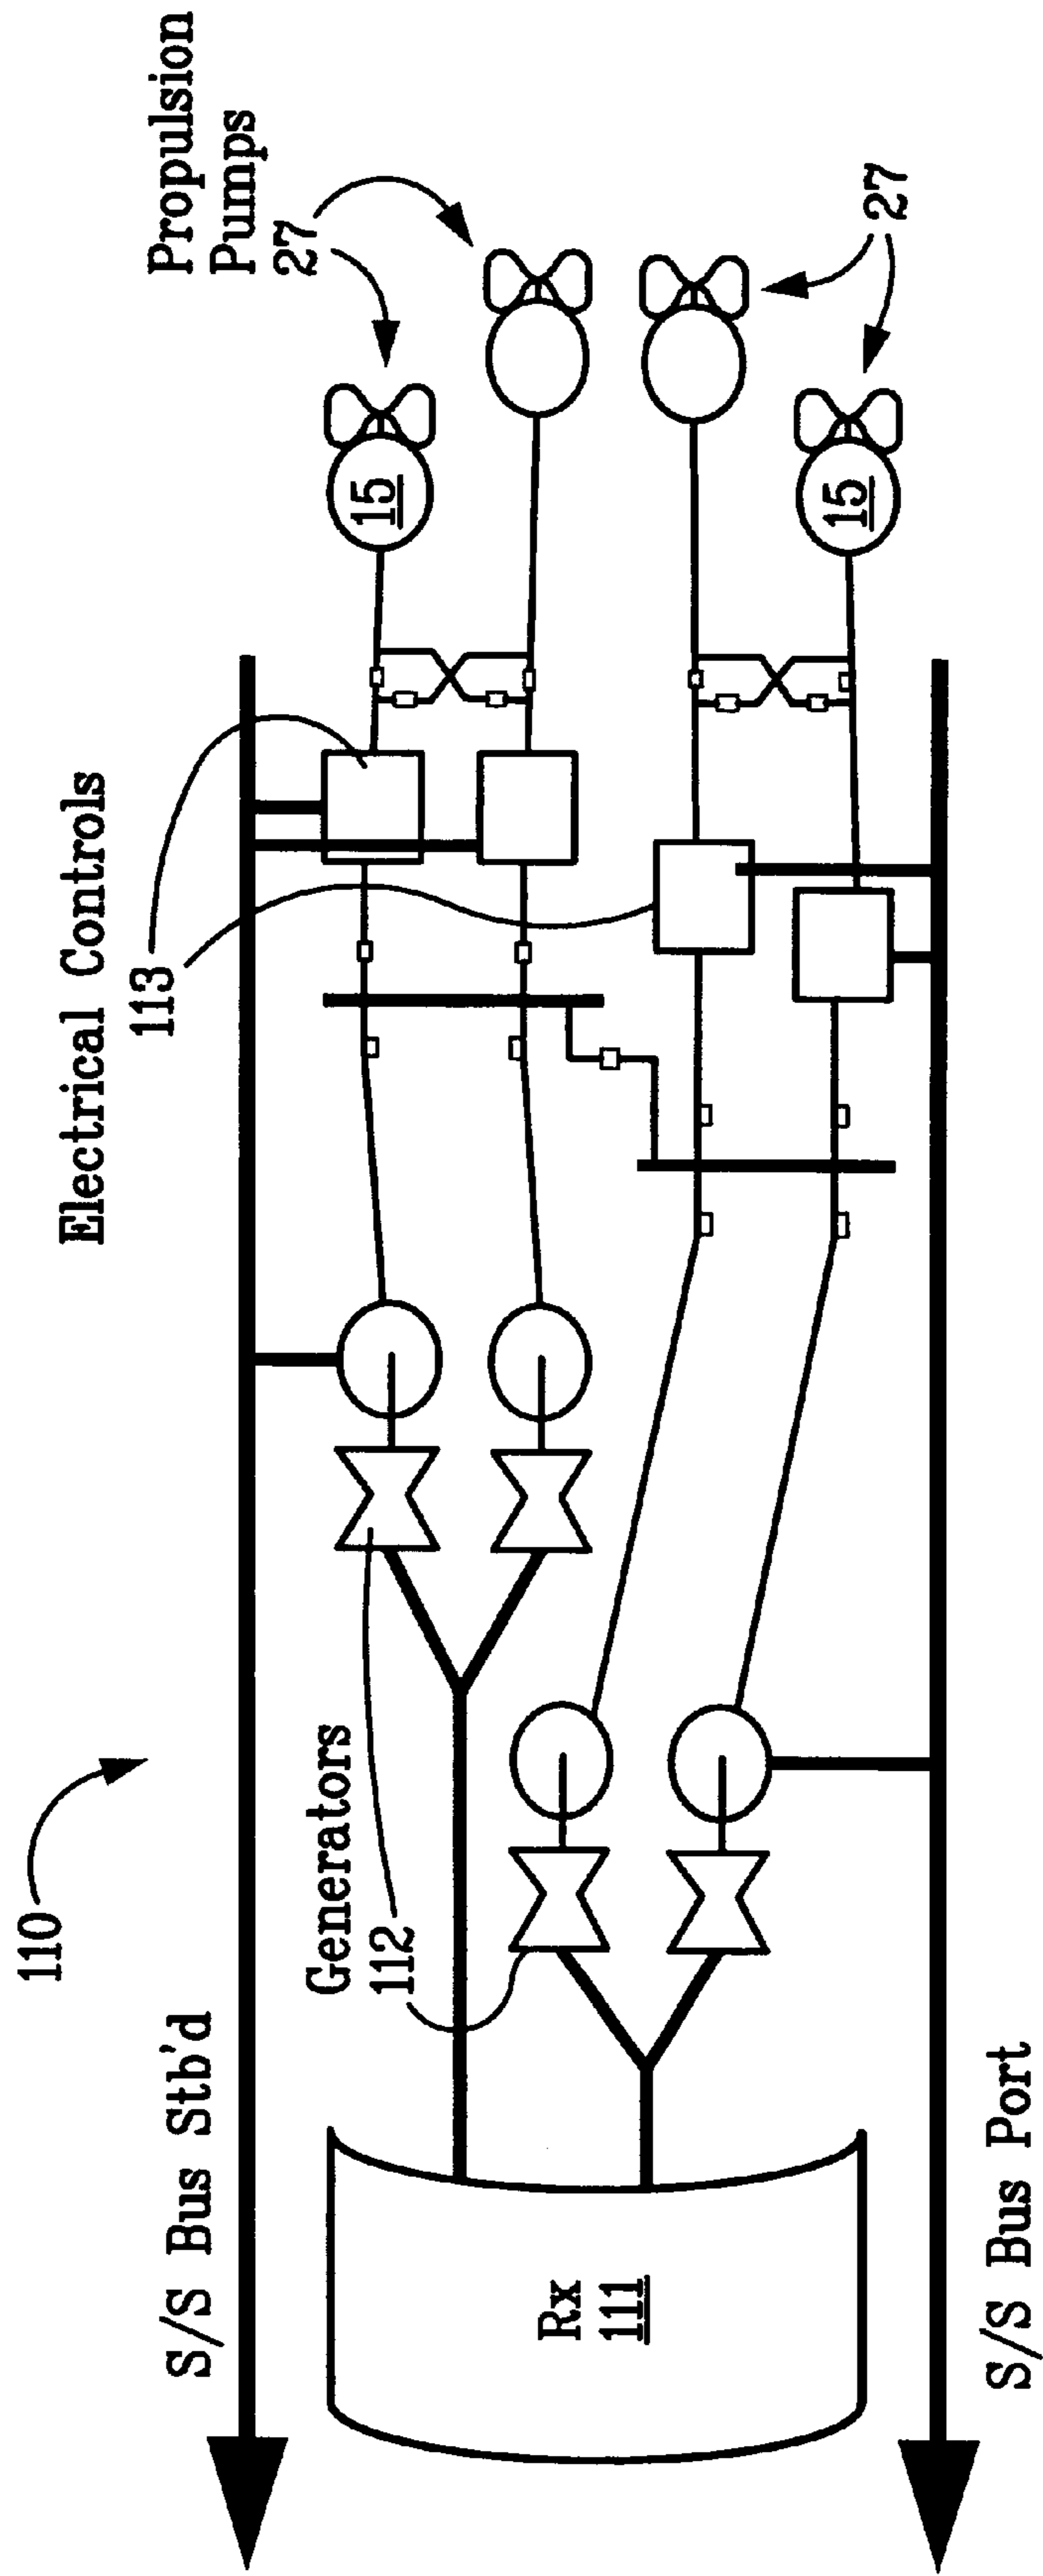 110
S/S Bus Stb'd
Electrical Controls
113
Propulsion
Pumps
27
Generators
112
15
15
27
Rx
111
S/S Bus Port